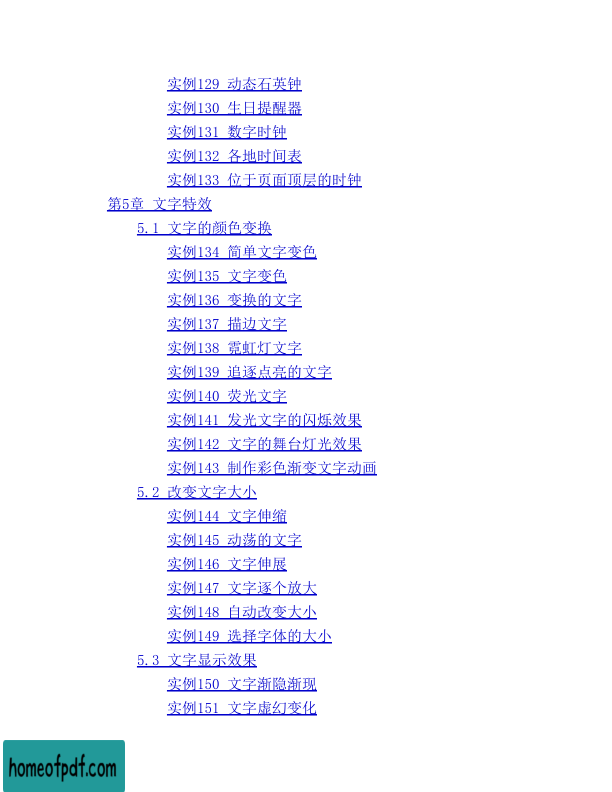 实例129 动态石英钟
实例130 生日提醒器
实例131 数字时钟
实例132 各地时间表
实例133 位于页面顶层的时钟
第5章 文字特效
5.1 文字的颜色变换
实例134 简单文字变色
实例135 文字变色
实例136 变换的文字
实例137 描边文字
实例138 霓虹灯文字
实例139 追逐点亮的文字
实例140 荧光文字
实例141 发光文字的闪烁效果
实例142 文字的舞台灯光效果
实例143 制作彩色渐变文字动画
5.2 改变文字大小
实例144 文字伸缩
实例145 动荡的文字
实例146 文字伸展
实例147 文字逐个放大
实例148 自动改变大小
实例149 选择字体的大小
5.3 文字显示效果
实例150 文字渐隐渐现
实例151 文字虚幻变化
homeofpdf.com